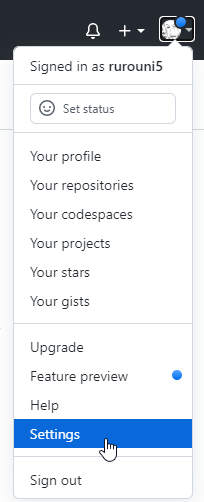 Signed in as rurouni5
Set status
Your profile
Your repositories
Your codespaces
Your projects
Your stars
Your gists
Upgrade
Feature preview
Help
Settings
Sign out